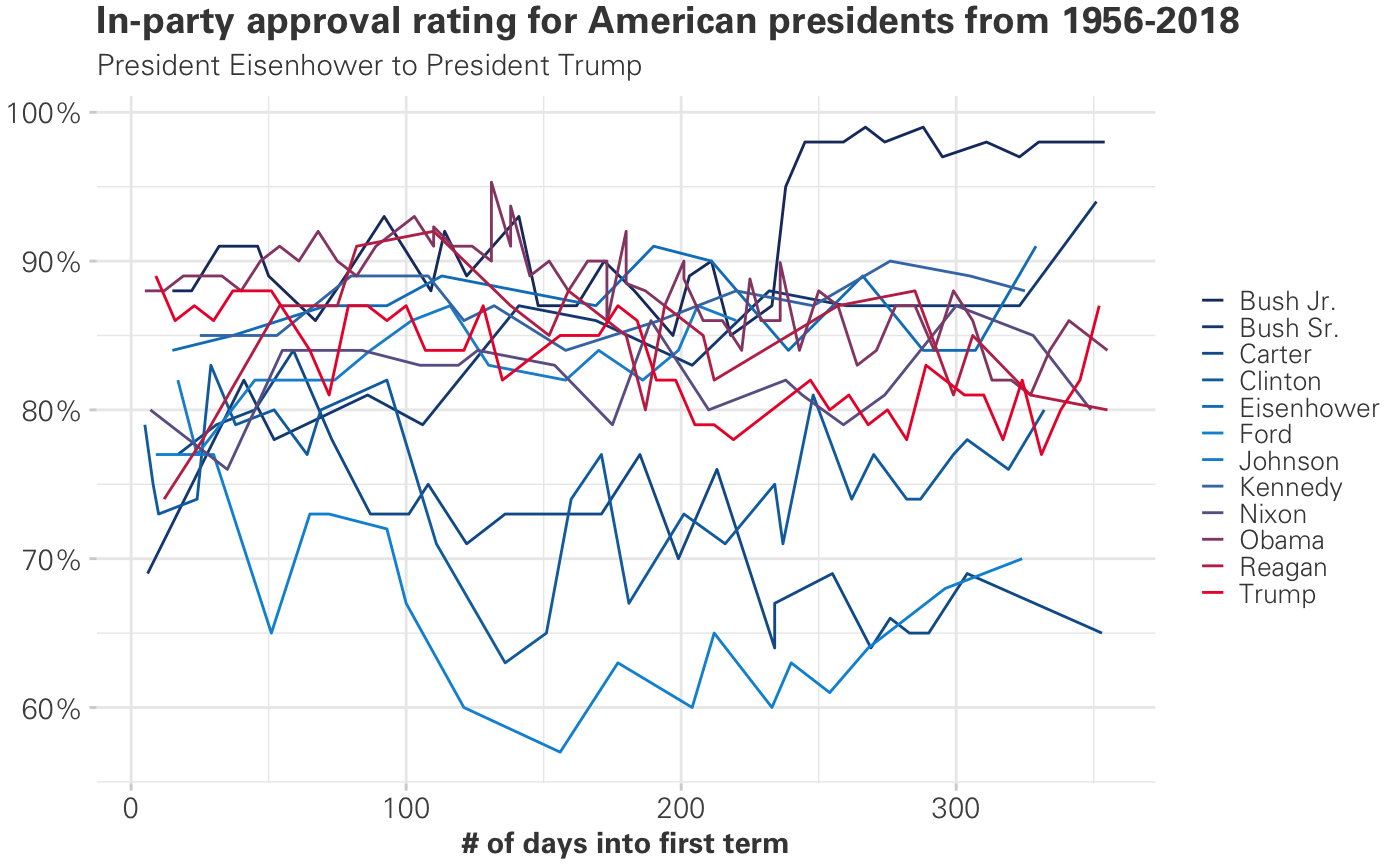 In-party approval rating for American presidents from 1956-2018
President Eisenhower to President Trump
100%
90%
80%
70%
60%
0 100 200 300
# of days into first term
Bush Jr.
Bush Sr.
Carter
Clinton
Eisenhower
Ford
Johnson
Kennedy
Nixon
Obama
Reagan
Trump